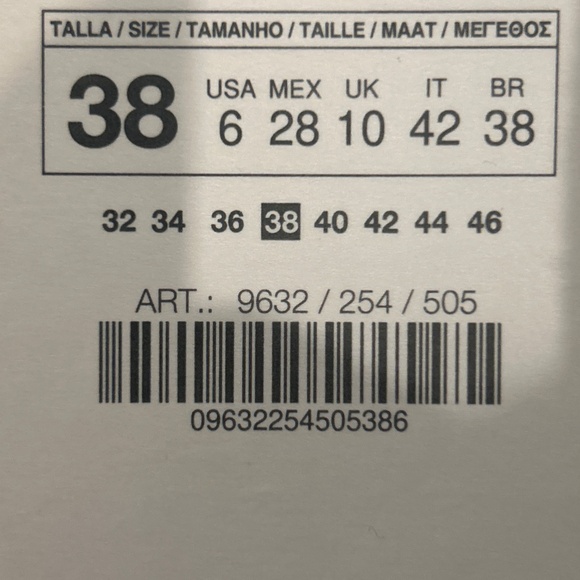 TALLA / SIZE / TAMANHO / TAILLE / MAAT / ΜΕΓΕΘΟΣ
38 USA MEX UK IT BR
6 28 10 42 38
32 34 36 38 40 42 44 46
ART.: 9632 / 254 / 505
09632254505386